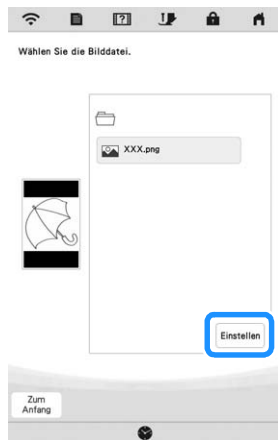 Wählen Sie die Bilddatei.
XXX.png
Einstellen
Zum
Anfang